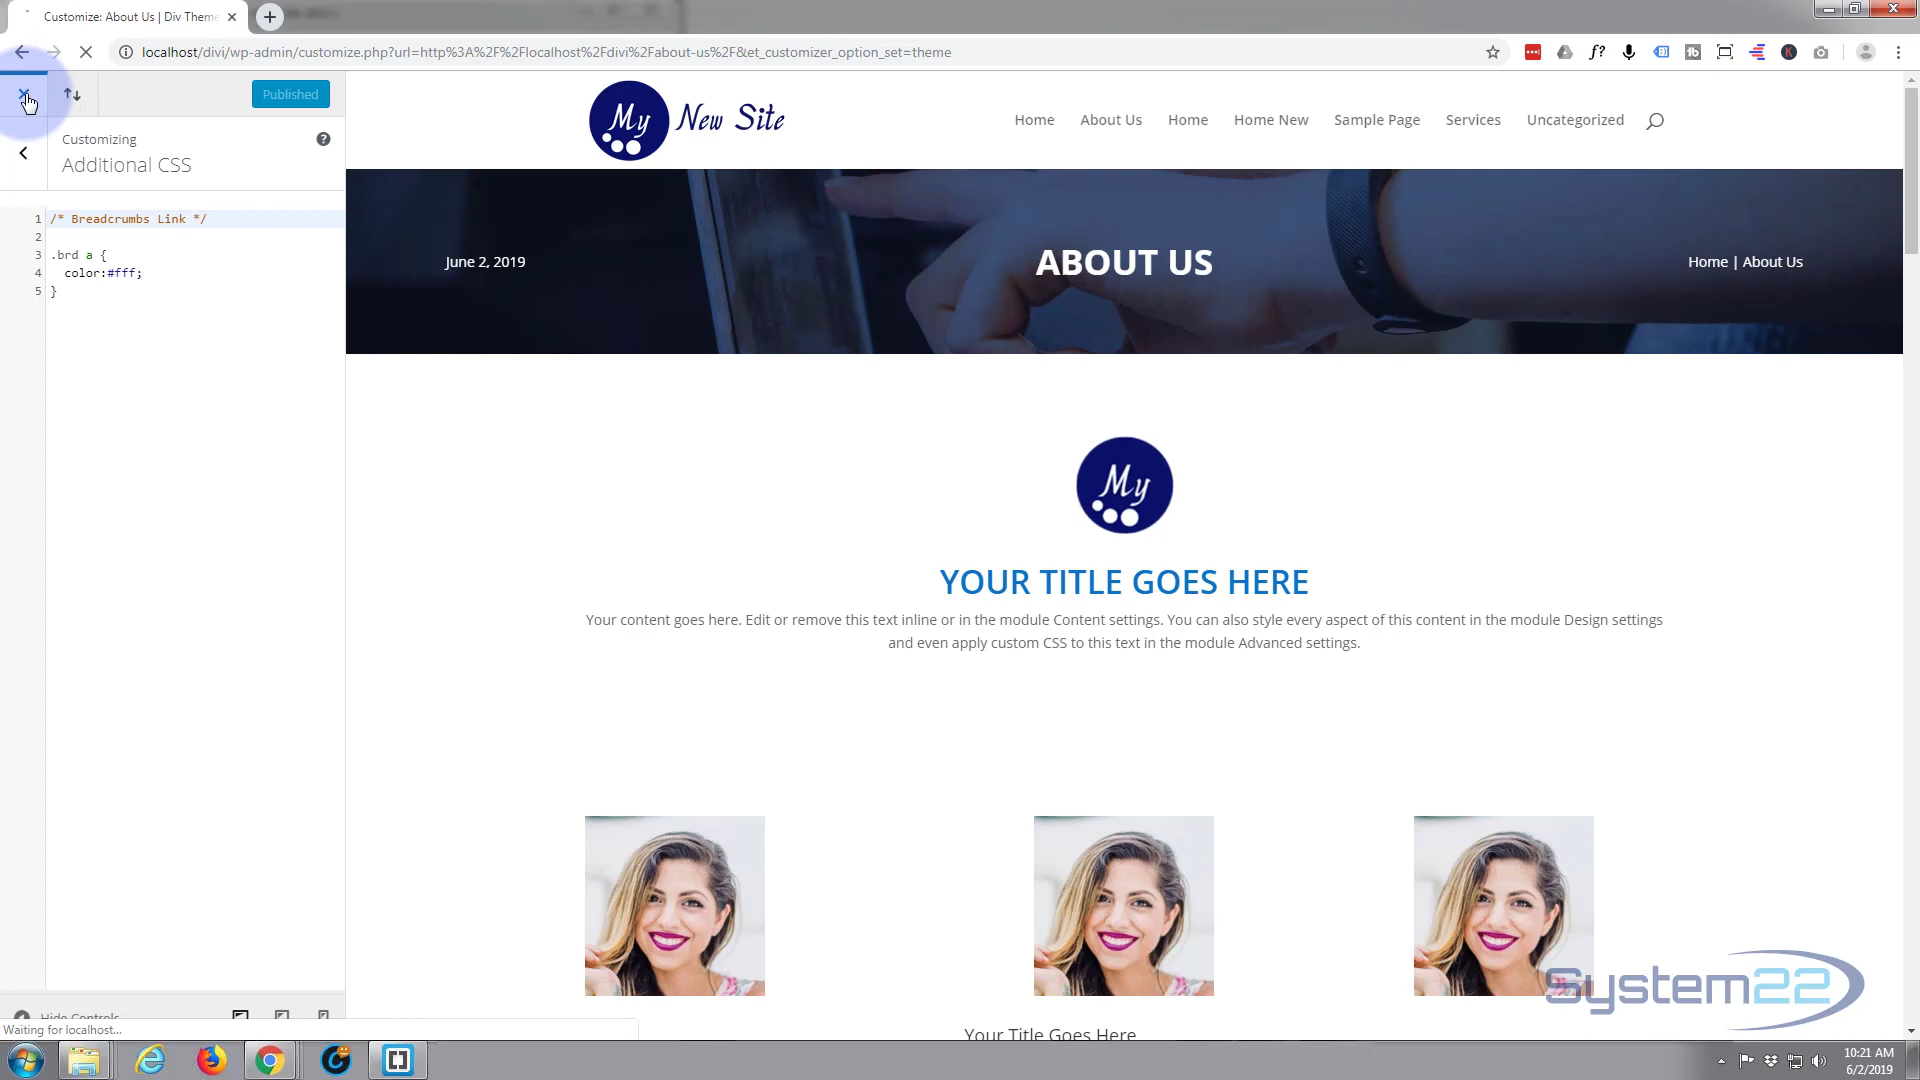 Customize: About Us | Div Theme
localhost/divi/wp-admin/customize.php?url=http%3A%2F%2Flocalhost%2Fdivi%2Fabout-us%2F&et_customizer_option_set=theme
Published
Customizing
Additional CSS
1 /* Breadcrumbs Link */
2
3 .brd a {
4 color:#fff;
5 }
Hide Controls
Waiting for localhost...
My New Site
Home About Us Home Home New Sample Page Services Uncategorized
June 2, 2019
ABOUT US
Home | About Us
My
YOUR TITLE GOES HERE
Your content goes here. Edit or remove this text inline or in the module Content settings. You can also style every aspect of this content in the module Design settings
and even apply custom CSS to this text in the module Advanced settings.
Your Title Goes Here
System22
10:21 AM
6/2/2019